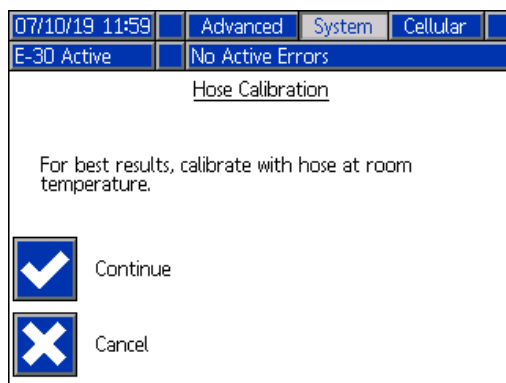 07/10/19 11:59 Advanced System Cellular
E-30 Active No Active Errors
Hose Calibration
For best results, calibrate with hose at room
temperature.
Continue
Cancel